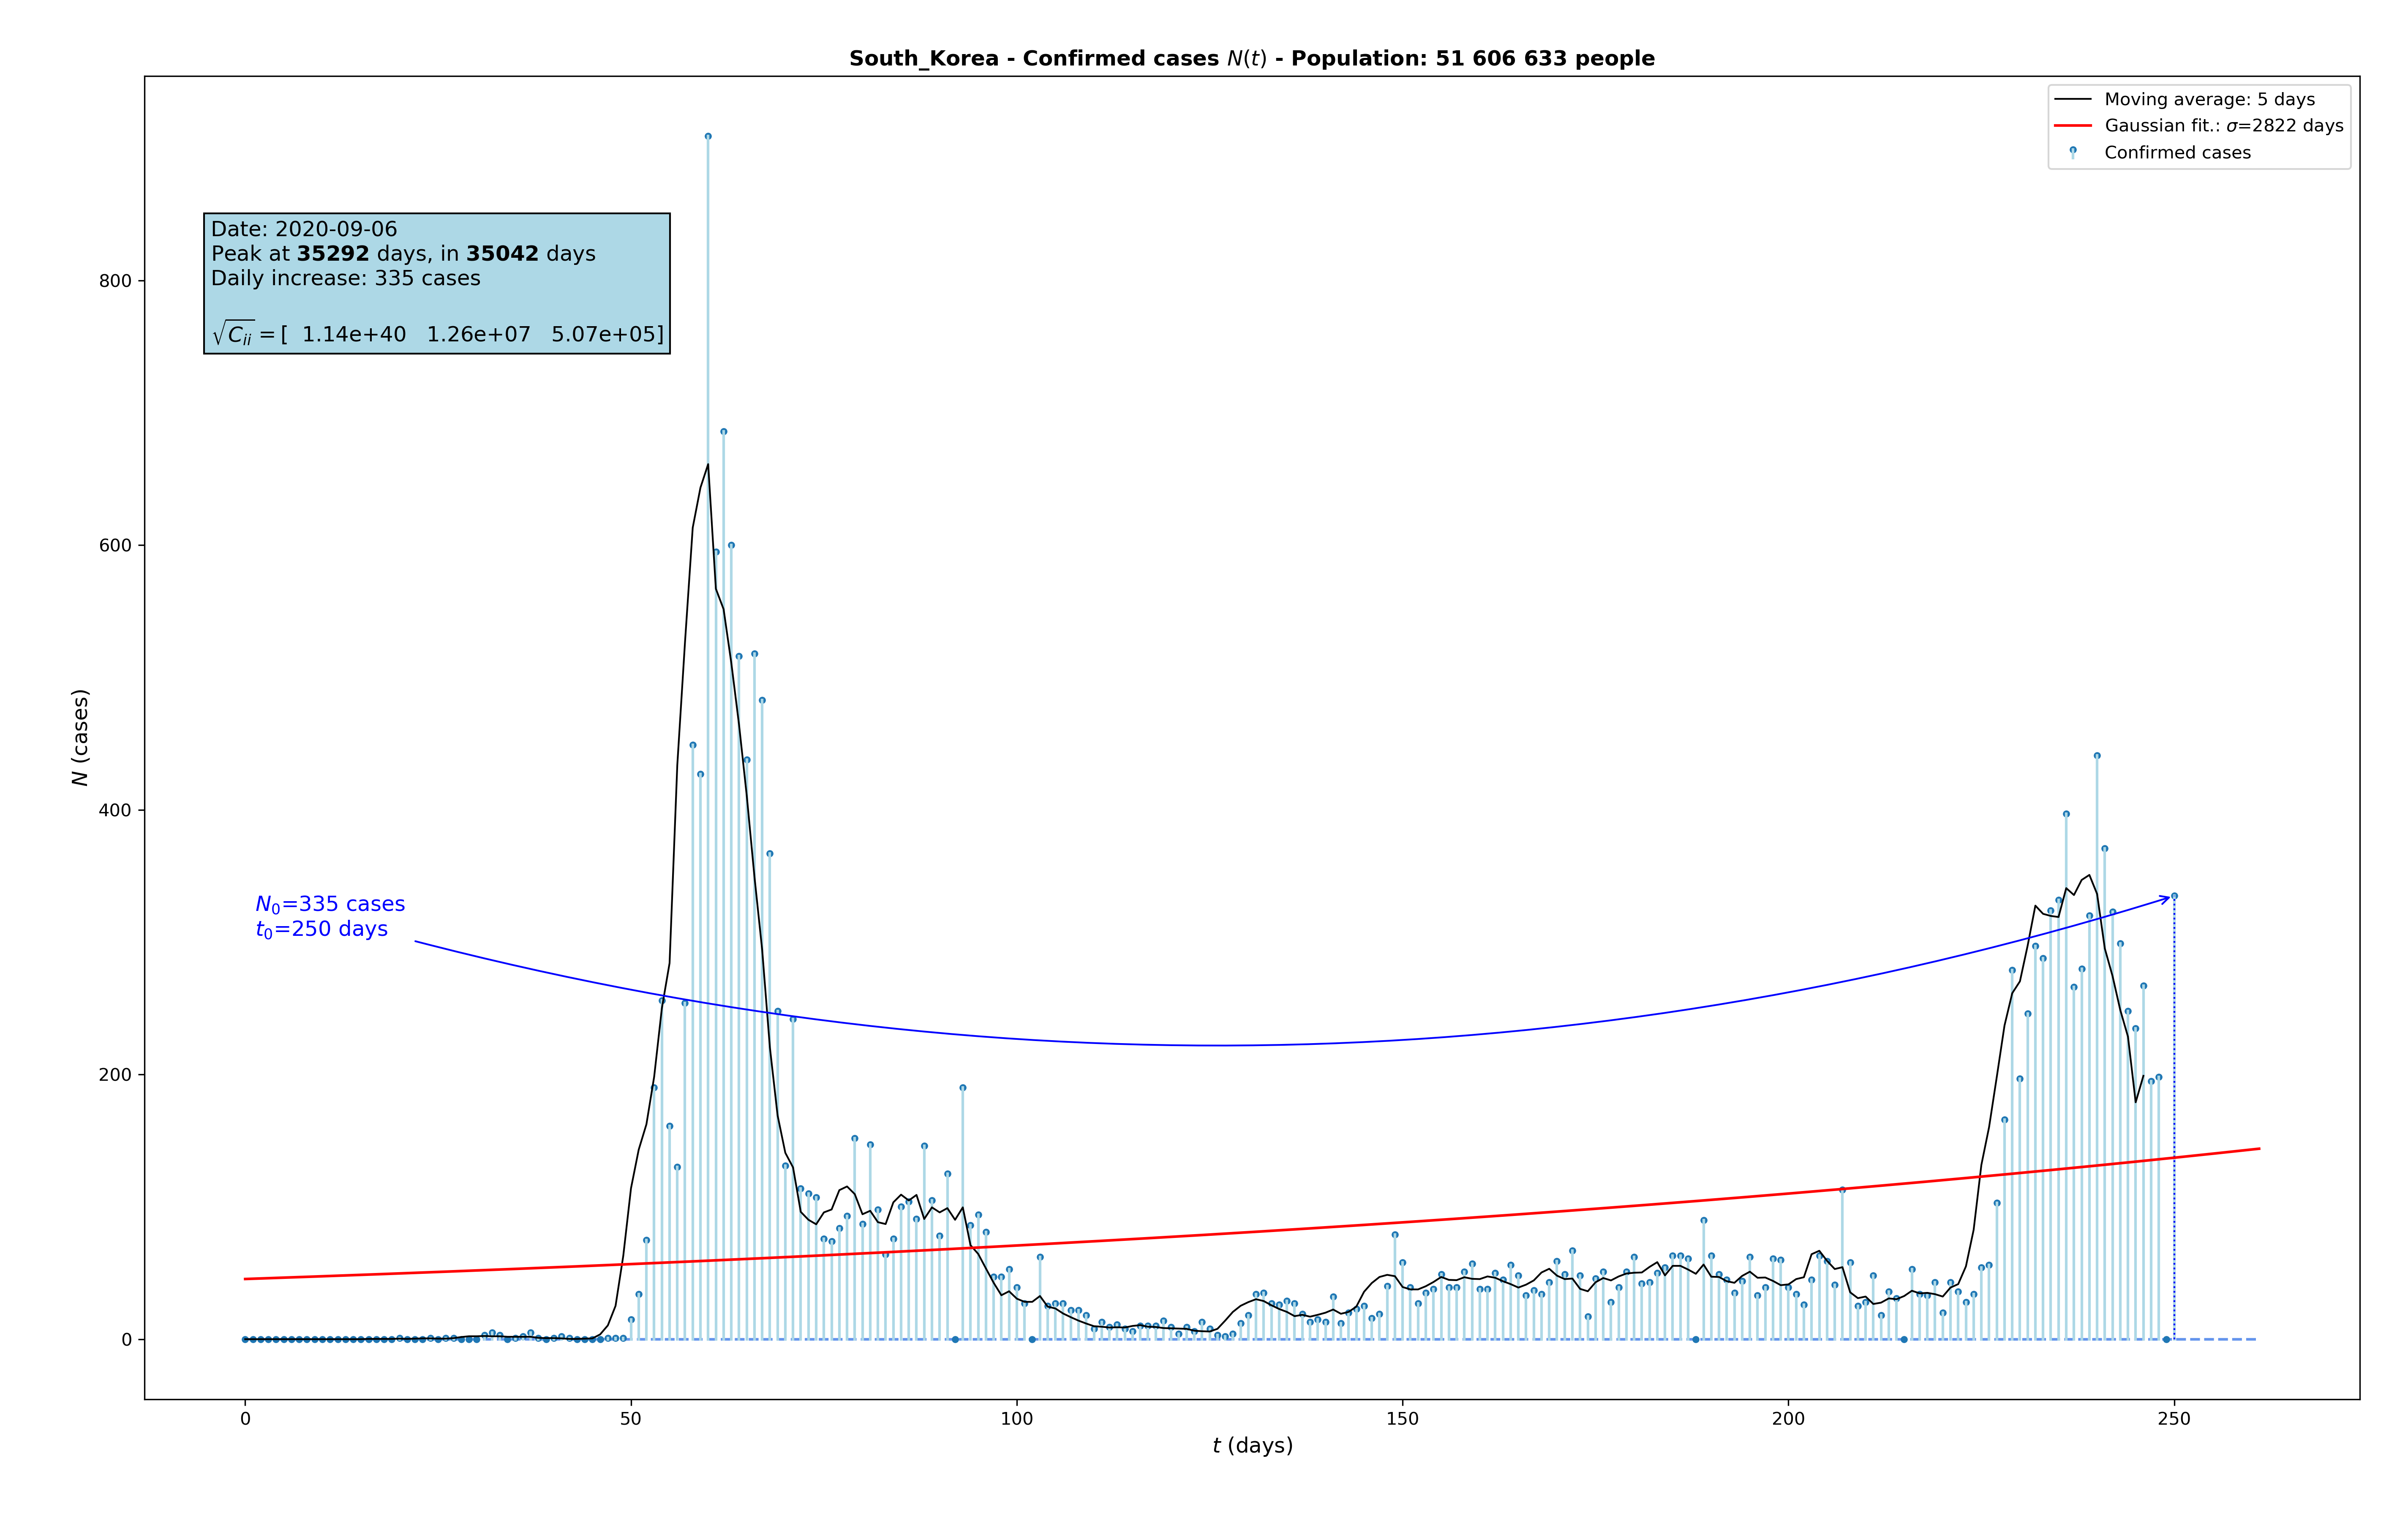 South_Korea - Confirmed cases N(t) - Population: 51 606 633 people
Moving average: 5 days
Gaussian fit.: σ=2822 days
Confirmed cases
Date: 2020-09-06
Peak at 35292 days, in 35042 days
Daily increase: 335 cases
√Cii = [ 1.14e+40 1.26e+07 5.07e+05]
N0=335 cases
t0=250 days
N (cases)
800
600
400
200
0
0 50 100 150 200 250
t (days)